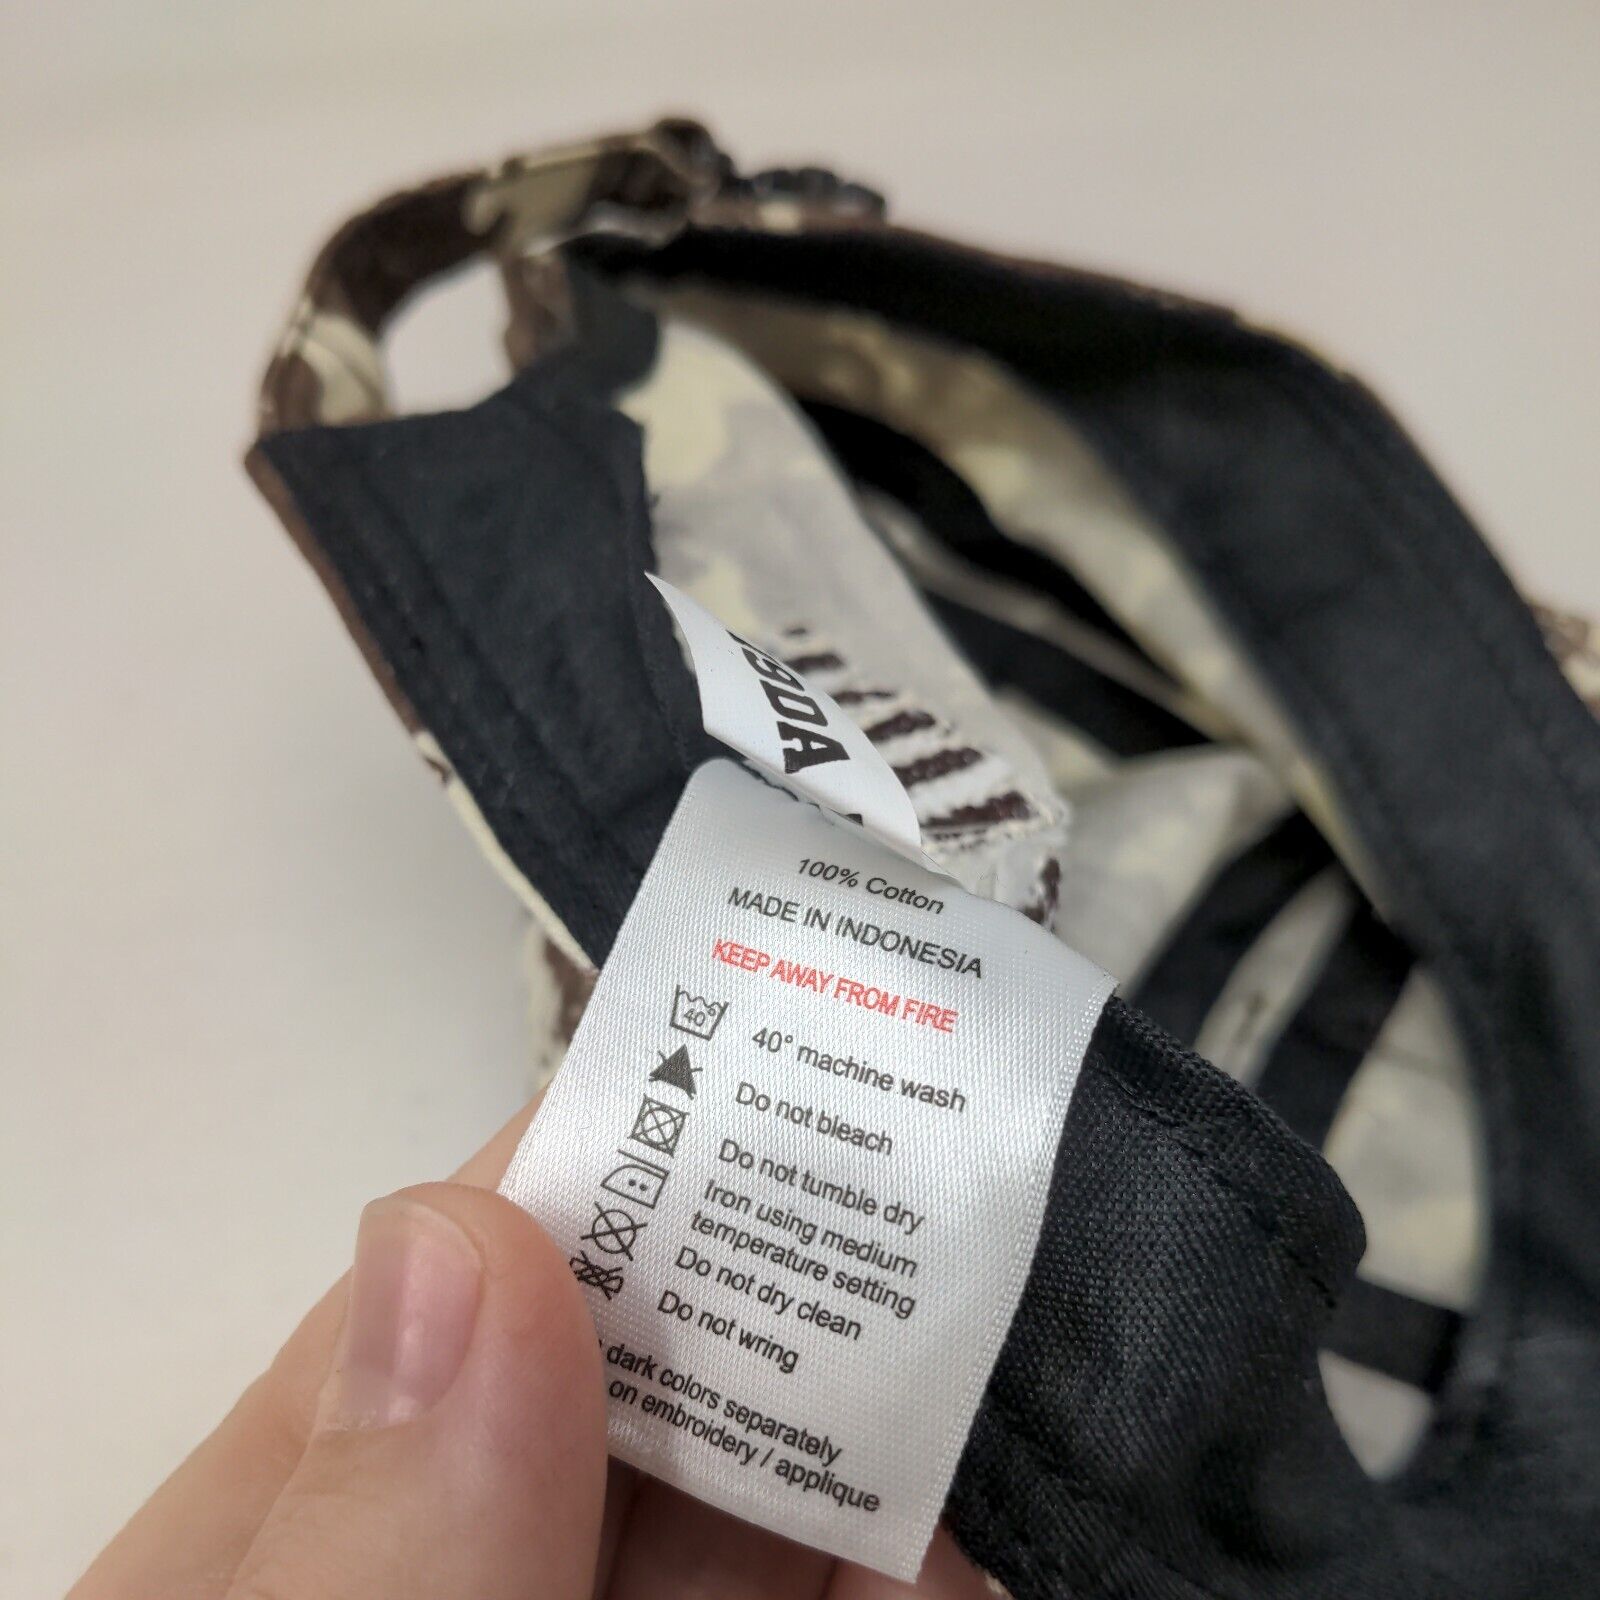 100% Cotton
MADE IN INDONESIA
KEEP AWAY FROM FIRE
40°
40° machine wash
Do not bleach
Do not tumble dry
Iron using medium
temperature setting
Do not dry clean
Do not wring
dark colors separately
on embroidery / applique